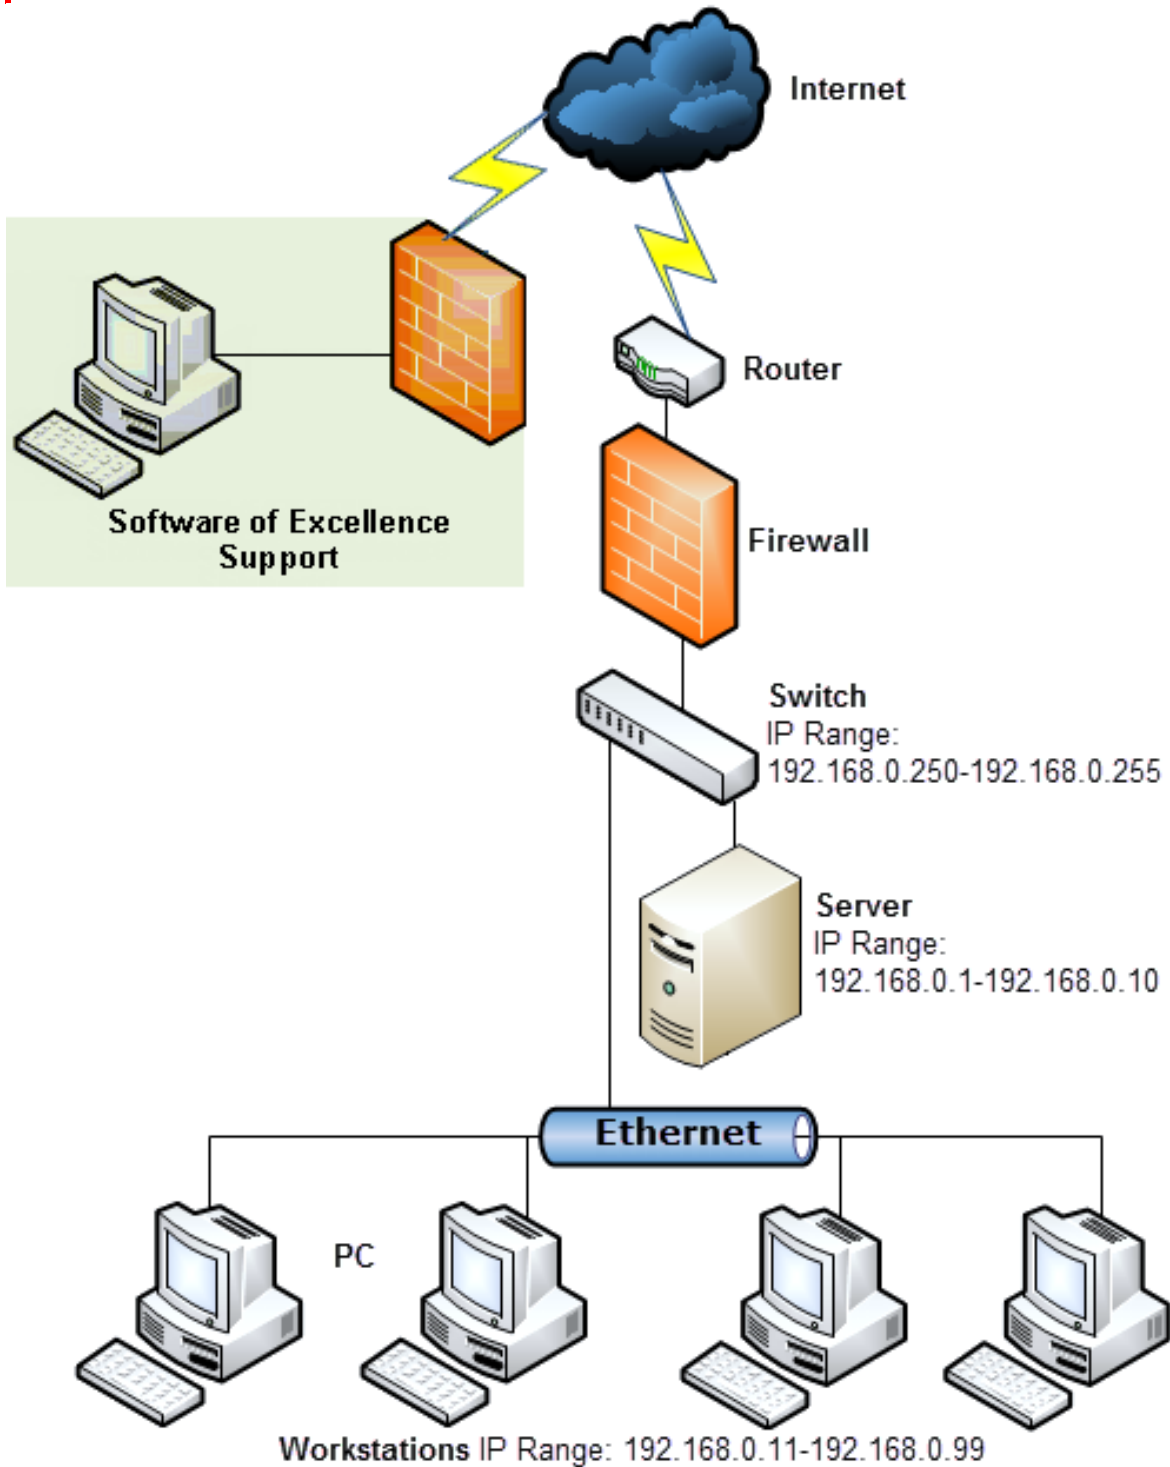 Internet
Router
Software of Excellence
Support
Firewall
Switch
IP Range:
192.168.0.250-192.168.0.255
Server
IP Range:
192.168.0.1-192.168.0.10
Ethernet
PC
Workstations IP Range: 192.168.0.11-192.168.0.99